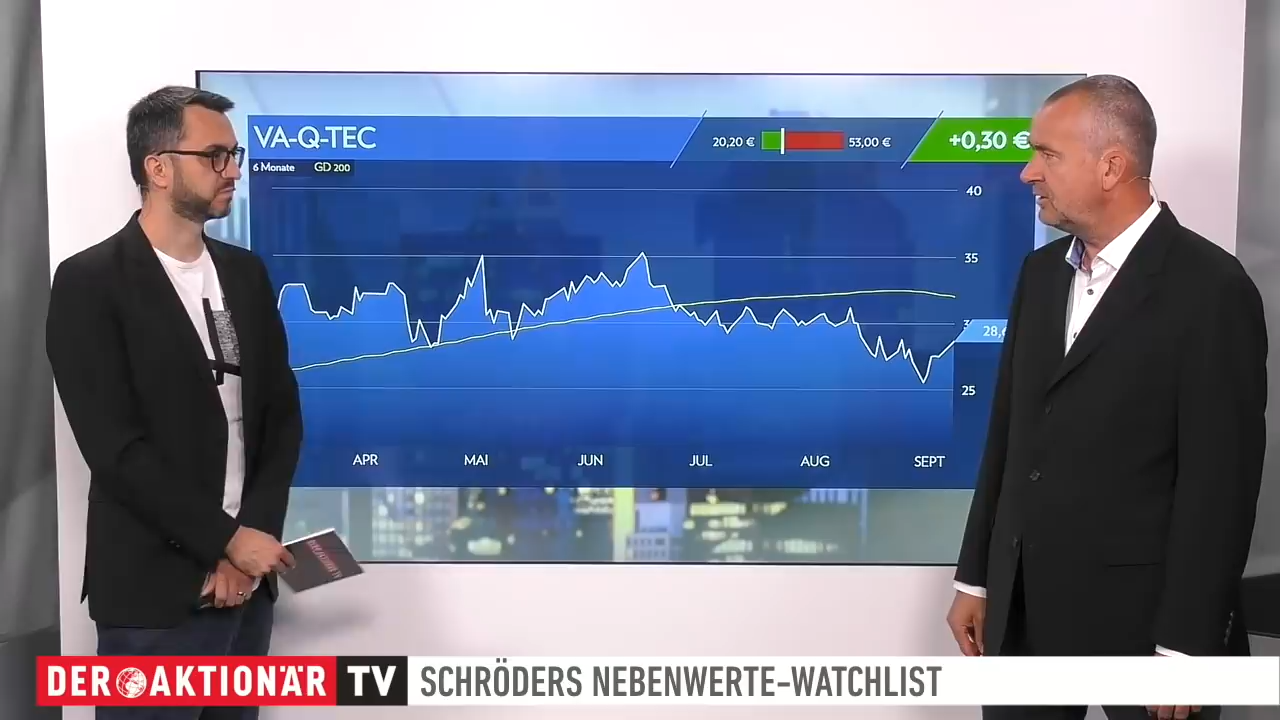 VA-Q-TEC
20,20 € 53,00 €
+0,30 €
6 Monate GD 200
40
35
28,6
25
APR MAI JUN JUL AUG SEPT
DER AKTIONÄR TV SCHRÖDERS NEBENWERTE-WATCHLIST